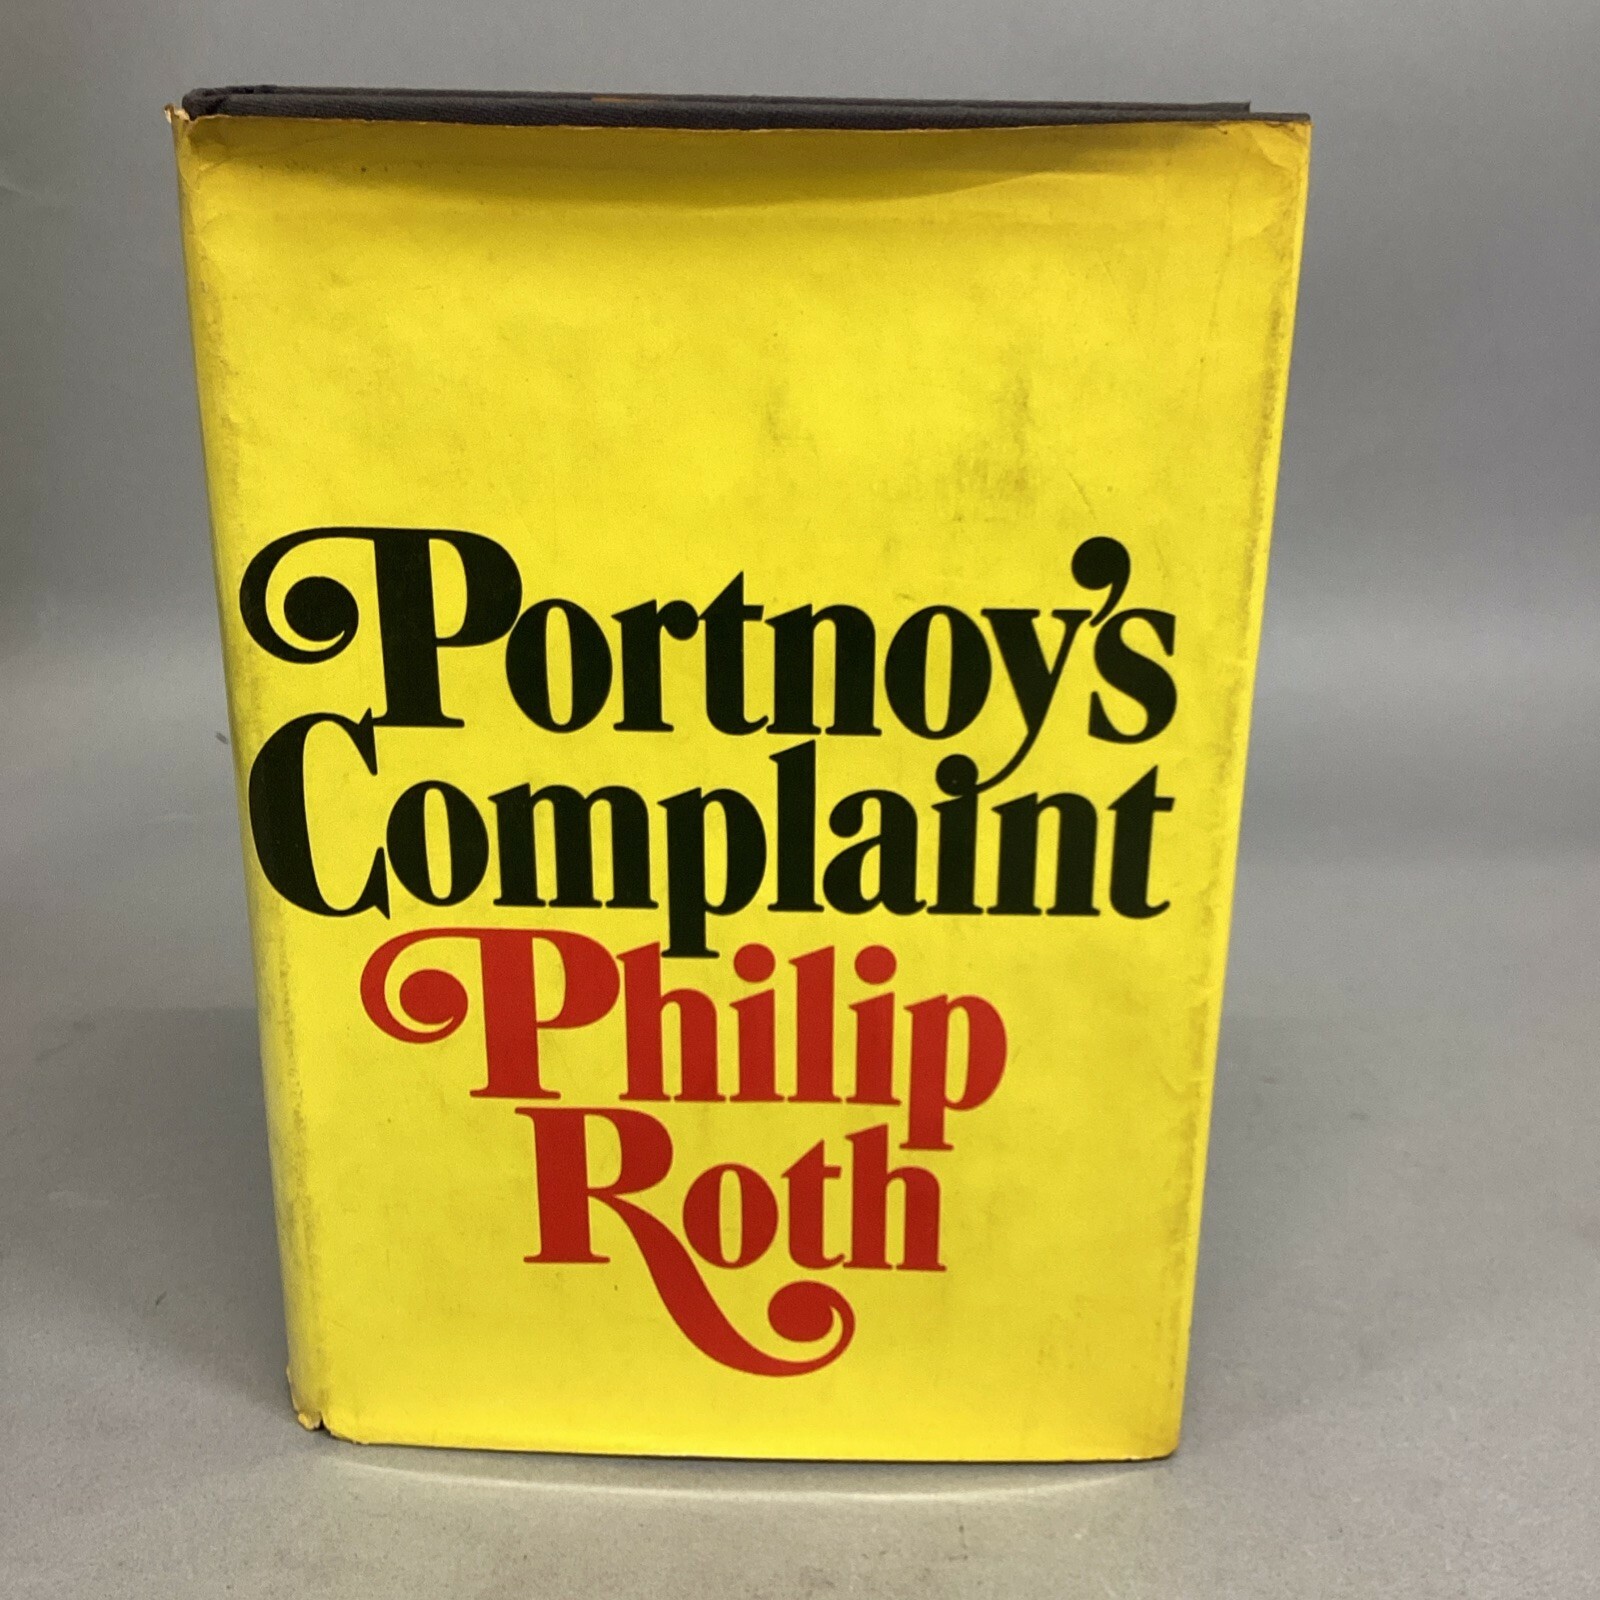 Portnoy's
Complaint
Philip
Roth